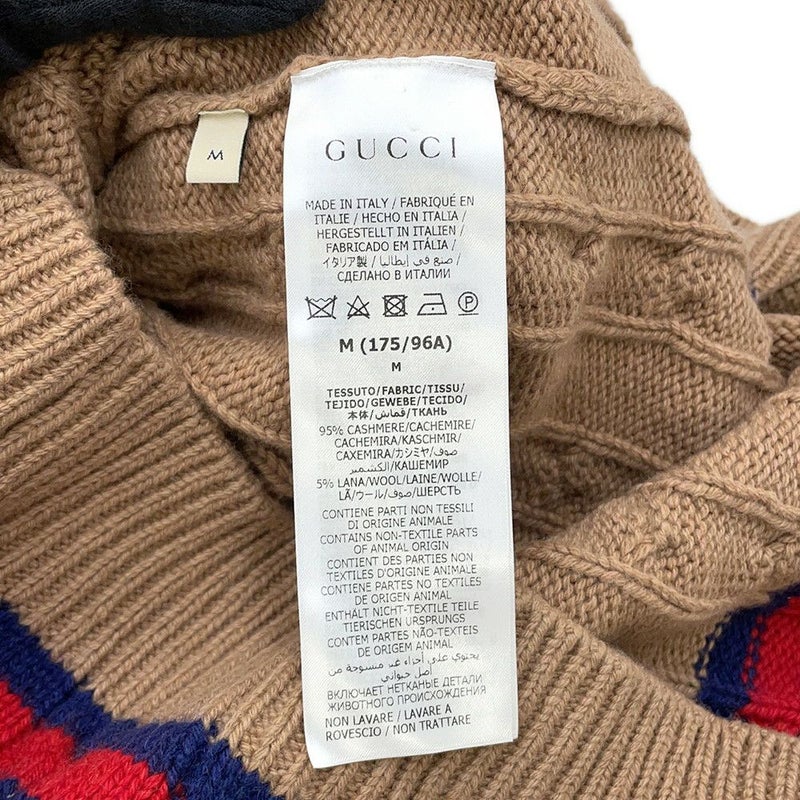 M
GUCCI
MADE IN ITALY / FABRIQUÉ EN
ITALIE / HECHO EN ITALIA /
HERGESTELLT IN ITALIEN /
FABRICADO EM ITÁLIA /
イタリア製 / صنع في إيطاليا /
СДЕЛАНО В ИТАЛИИ
P
M (175/96A)
M
TESSUTO/FABRIC/TISSU/
TEJIDO/GEWEBE/TECIDO/
本体/قماش/ТКАНЬ
95% CASHMERE/CACHEMIRE/
CACHEMIRA/KASCHMIR/
CAXEMIRA/カシミヤ/صوف
الكشمير/КАШЕМИР
5% LANA/WOOL/LAINE/WOLLE/
LÃ/ウール/صوف/ШЕРСТЬ
CONTIENE PARTI NON TESSILI
DI ORIGINE ANIMALE
CONTAINS NON-TEXTILE PARTS
OF ANIMAL ORIGIN
CONTIENT DES PARTIES NON
TEXTILES D'ORIGINE ANIMALE
CONTIENE PARTES NO TEXTILES
DE ORIGEN ANIMAL
ENTHÄLT NICHT-TEXTILE TEILE
TIERISCHEN URSPRUNGS
CONTÉM PARTES NÃO-TEXTEIS
DE ORIGEM ANIMAL
يحتوي على أجزاء غير منسوجة من
أصل حيواني
ВКЛЮЧАЕТ НЕТКАНЫЕ ДЕТАЛИ
ЖИВОТНОГО ПРОИСХОЖДЕНИЯ
NON LAVARE / LAVARE A
ROVESCIO / NON TRATTARE